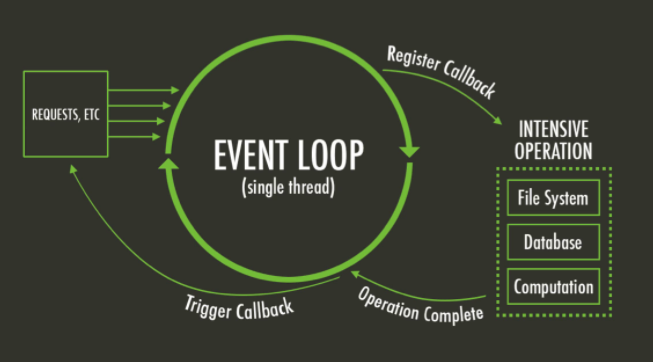 REQUESTS, ETC
EVENT LOOP
(single thread)
Register Callback
INTENSIVE
OPERATION
File System
Database
Computation
Operation Complete
Trigger Callback